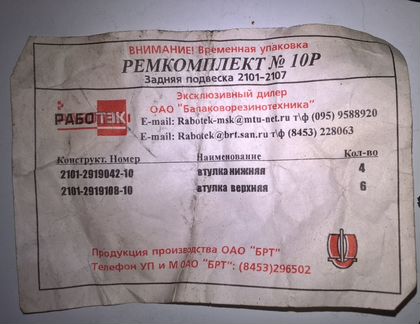 ВНИМАНИЕ! Временная упаковка
РЕМКОМПЛЕКТ № 10Р
Задняя подвеска 2101-2107
Эксклюзивный дилер
ОАО "Балаковорезинотехника"
РАБОТЭК
E-mail: Rabotek-msk@mtu-net.ru т\ф (095) 9588920
E-mail: Rabotek@brt.san.ru т\ф (8453) 228063
Конструкт. Номер Наименование Кол-во
2101-2919042-10 втулка нижняя 4
2101-2919108-10 втулка верхняя 6
Продукция производства ОАО "БРТ"
Телефон УП и М ОАО "БРТ": (8453)296502